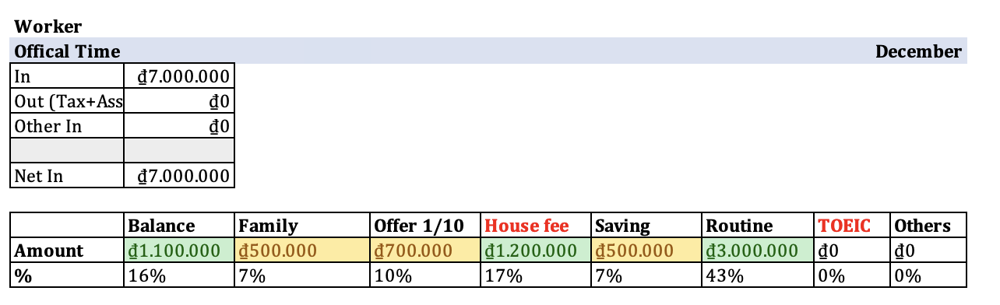 Worker
Offical Time December
In ₫7.000.000
Out (Tax+Ass ₫0
Other In ₫0
Net In ₫7.000.000
Balance Family Offer 1/10 House fee Saving Routine TOEIC Others
Amount ₫1.100.000 ₫500.000 ₫700.000 ₫1.200.000 ₫500.000 ₫3.000.000 ₫0 ₫0
% 16% 7% 10% 17% 7% 43% 0% 0%